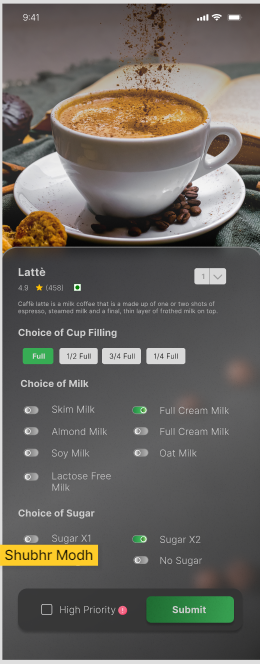 9:41
Lattè
4.9 (458)
1
Caffè latte is a milk coffee that is a made up of one or two shots of
espresso, steamed milk and a final, thin layer of frothed milk on top.
Choice of Cup Filling
Full 1/2 Full 3/4 Full 1/4 Full
Choice of Milk
Skim Milk Full Cream Milk
Almond Milk Full Cream Milk
Soy Milk Oat Milk
Lactose Free
Milk
Choice of Sugar
Sugar X1 Sugar X2
Shubhr Modh
No Sugar
High Priority Submit